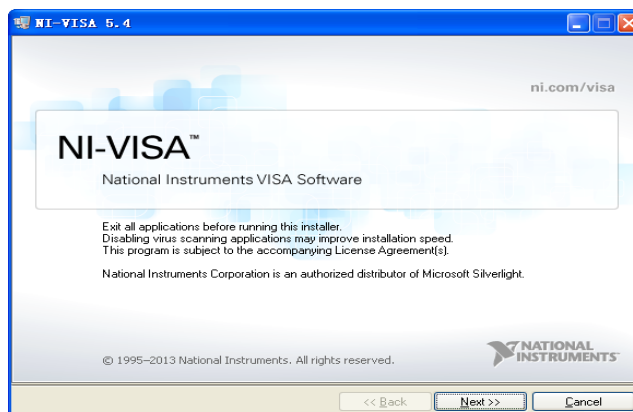 NI-VISA 5.4
ni.com/visa
NI-VISA™
National Instruments VISA Software
Exit all applications before running this installer.
Disabling virus scanning applications may improve installation speed.
This program is subject to the accompanying License Agreement(s).
National Instruments Corporation is an authorized distributor of Microsoft Silverlight.
© 1995–2013 National Instruments. All rights reserved.
NATIONAL
INSTRUMENTS™
<< Back Next >> Cancel